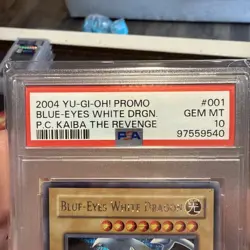 2004 YU-GI-OH! PROMO #001
BLUE-EYES WHITE DRGN. GEM MT
P.C. KAIBA THE REVENGE 10
PSA 97559540
BLUE-EYES WHITE DRAGON 光